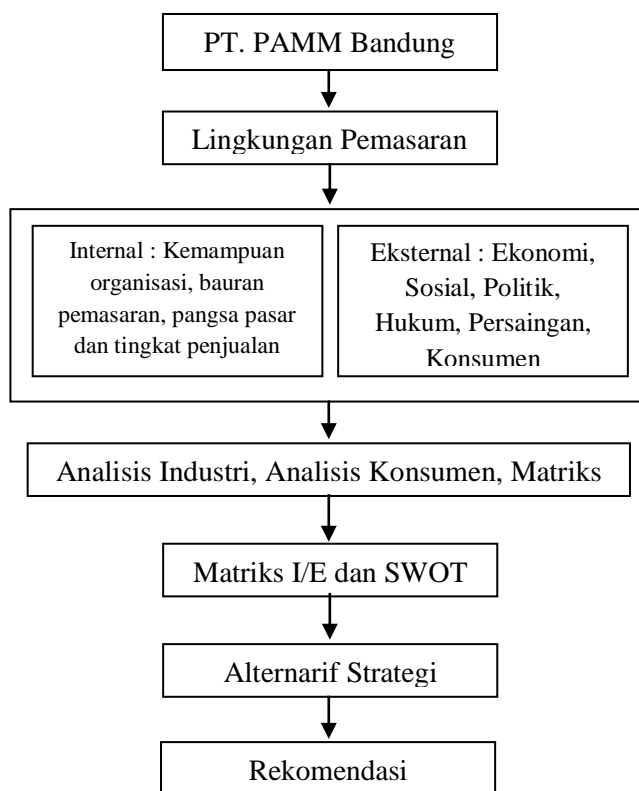 PT. PAMM Bandung
Lingkungan Pemasaran
Internal : Kemampuan
organisasi, bauran
pemasaran, pangsa pasar
dan tingkat penjualan
Eksternal : Ekonomi,
Sosial, Politik,
Hukum, Persaingan,
Konsumen
Analisis Industri, Analisis Konsumen, Matriks
Matriks I/E dan SWOT
Alternarif Strategi
Rekomendasi